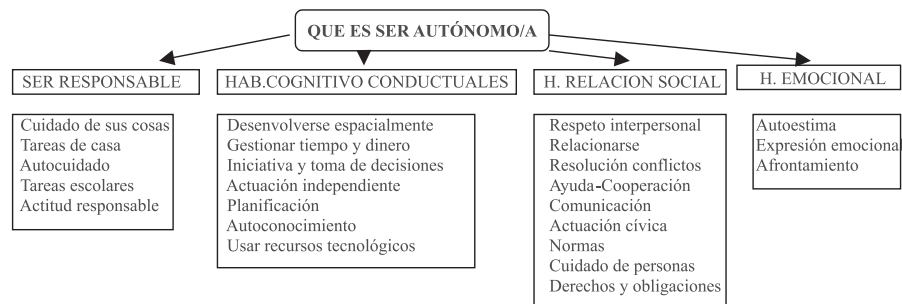 QUE ES SER AUTÓNOMO/A
SER RESPONSABLE
Cuidado de sus cosas
Tareas de casa
Autocuidado
Tareas escolares
Actitud responsable
HAB.COGNITIVO CONDUCTUALES
Desenvolverse espacialmente
Gestionar tiempo y dinero
Iniciativa y toma de decisiones
Actuación independiente
Planificación
Autoconocimiento
Usar recursos tecnológicos
H. RELACION SOCIAL
Respeto interpersonal
Relacionarse
Resolución conflictos
Ayuda-Cooperación
Comunicación
Actuación cívica
Normas
Cuidado de personas
Derechos y obligaciones
H. EMOCIONAL
Autoestima
Expresión emocional
Afrontamiento